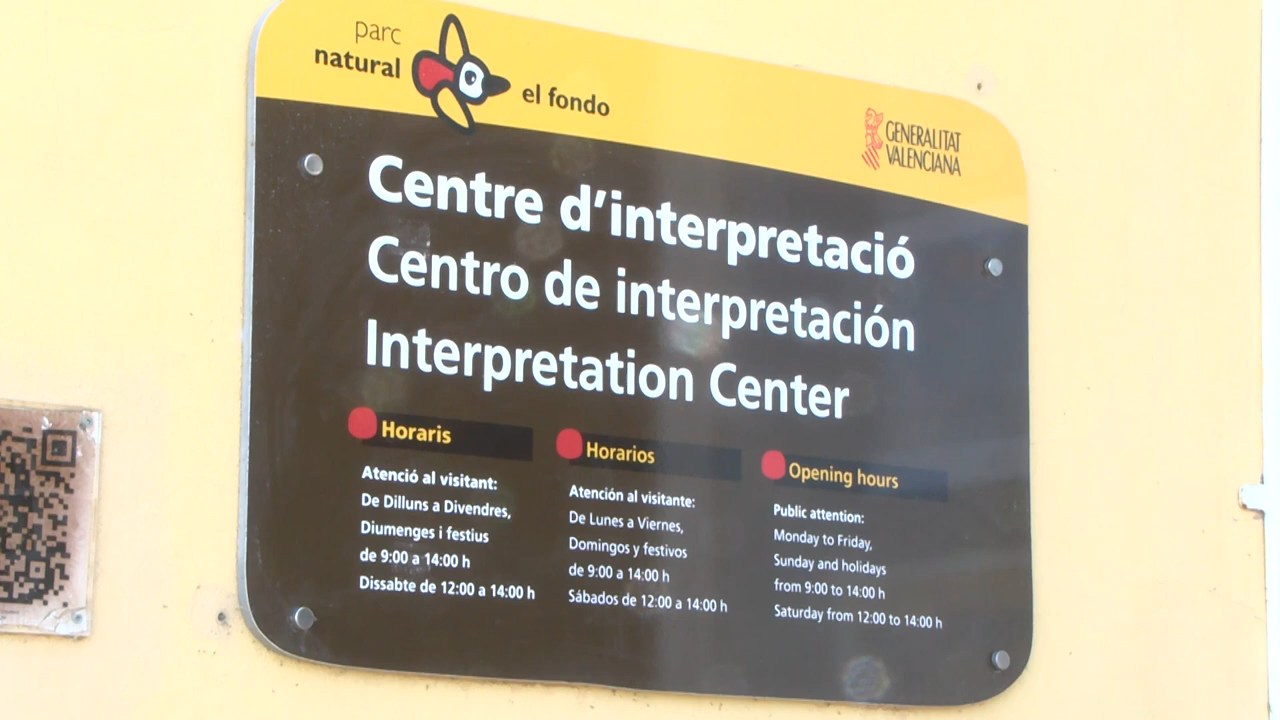 parc
natural
el fondo
GENERALITAT
VALENCIANA
Centre d'interpretació
Centro de interpretación
Interpretation Center
Horaris
Atenció al visitant:
De Dilluns a Divendres,
Diumenges i festius
de 9:00 a 14:00 h
Dissabte de 12:00 a 14:00 h
Horarios
Atención al visitante:
De Lunes a Viernes,
Domingos y festivos
de 9:00 a 14:00 h
Sábados de 12:00 a 14:00 h
Opening hours
Public attention:
Monday to Friday,
Sunday and holidays
from 9:00 to 14:00 h
Saturday from 12:00 to 14:00 h